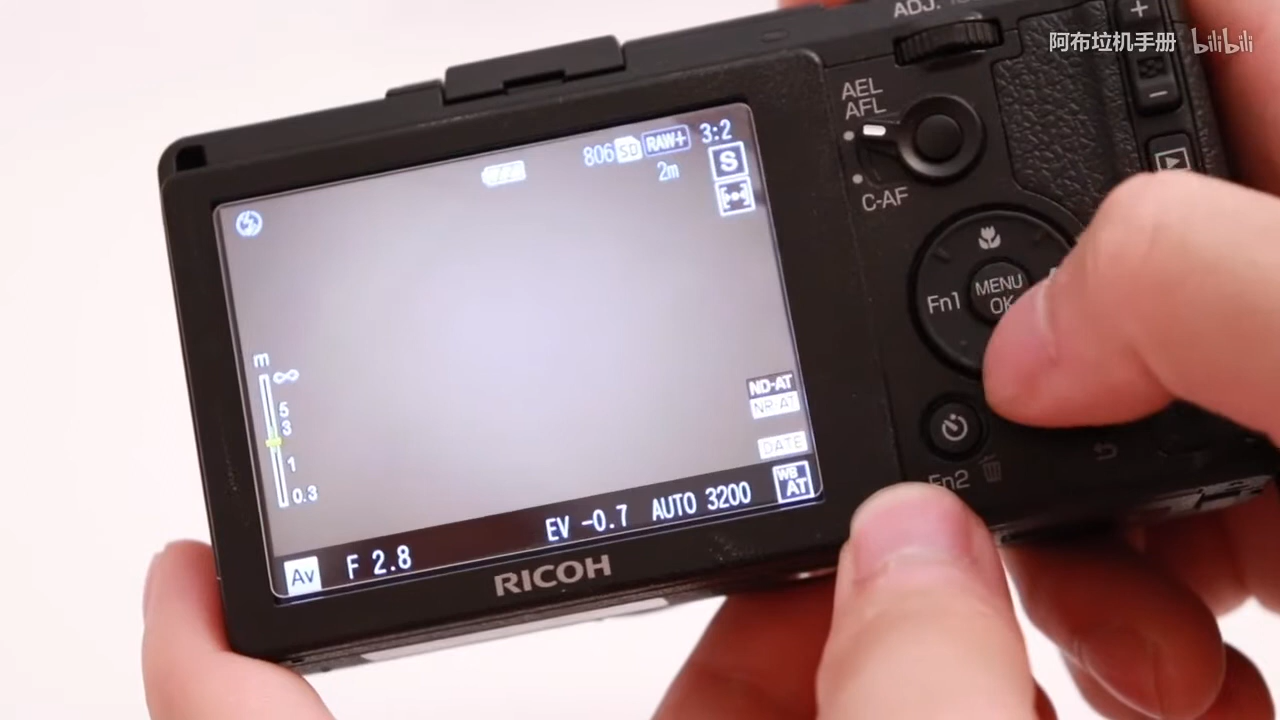 阿布垃机手册 bilibili
ADJ.
AEL
AFL
C-AF
806 SD RAW+ 3:2
2m
S
m
∞
5
3
1
0.3
ND-AT
NR-AT
DATE
WB
AT
Av F 2.8 EV -0.7 AUTO 3200
RICOH
MENU
OK
Fn1
Fn2